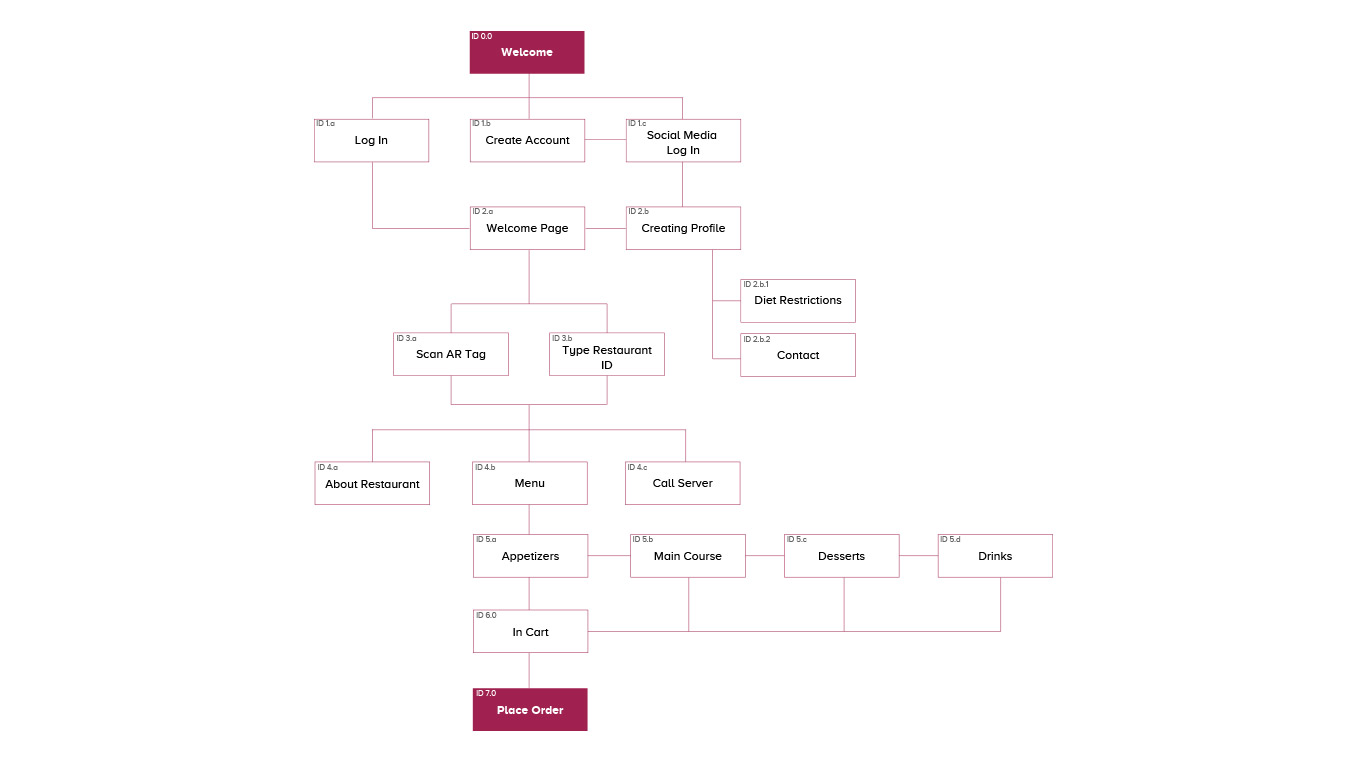 ID 0.0
Welcome
ID 1.a
Log In
ID 1.b
Create Account
ID 1.c
Social Media
Log In
ID 2.a
Welcome Page
ID 2.b
Creating Profile
ID 2.b.1
Diet Restrictions
ID 2.b.2
Contact
ID 3.a
Scan AR Tag
ID 3.b
Type Restaurant
ID
ID 4.a
About Restaurant
ID 4.b
Menu
ID 4.c
Call Server
ID 5.a
Appetizers
ID 5.b
Main Course
ID 5.c
Desserts
ID 5.d
Drinks
ID 6.0
In Cart
ID 7.0
Place Order